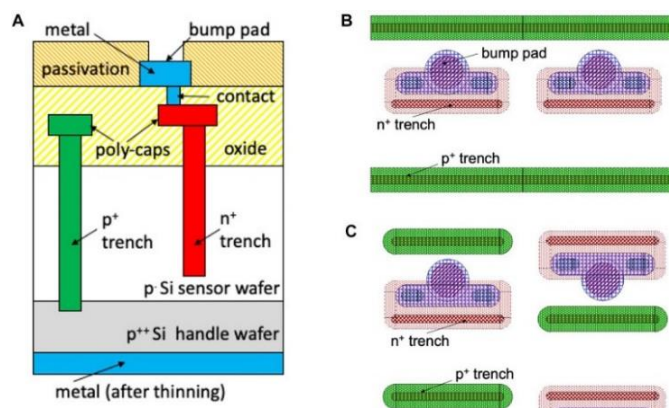 A
metal
bump pad
passivation
contact
poly-caps
oxide
p+
trench
n+
trench
p- Si sensor wafer
p++ Si handle wafer
metal (after thinning)
B
bump pad
n+ trench
p+ trench
C
n+ trench
p+ trench